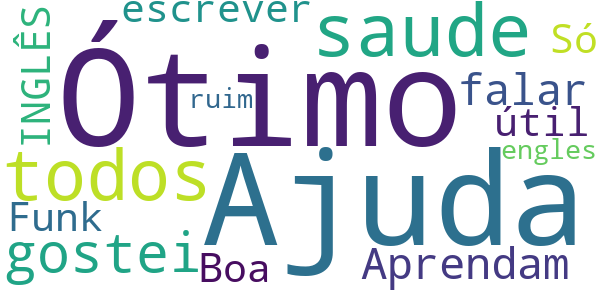 escrever
saude
Só
INGLÊS
Ótimo
ruim
falar
útil
engles
todos
Ajuda
Funk
gostei
Boa
Aprendam